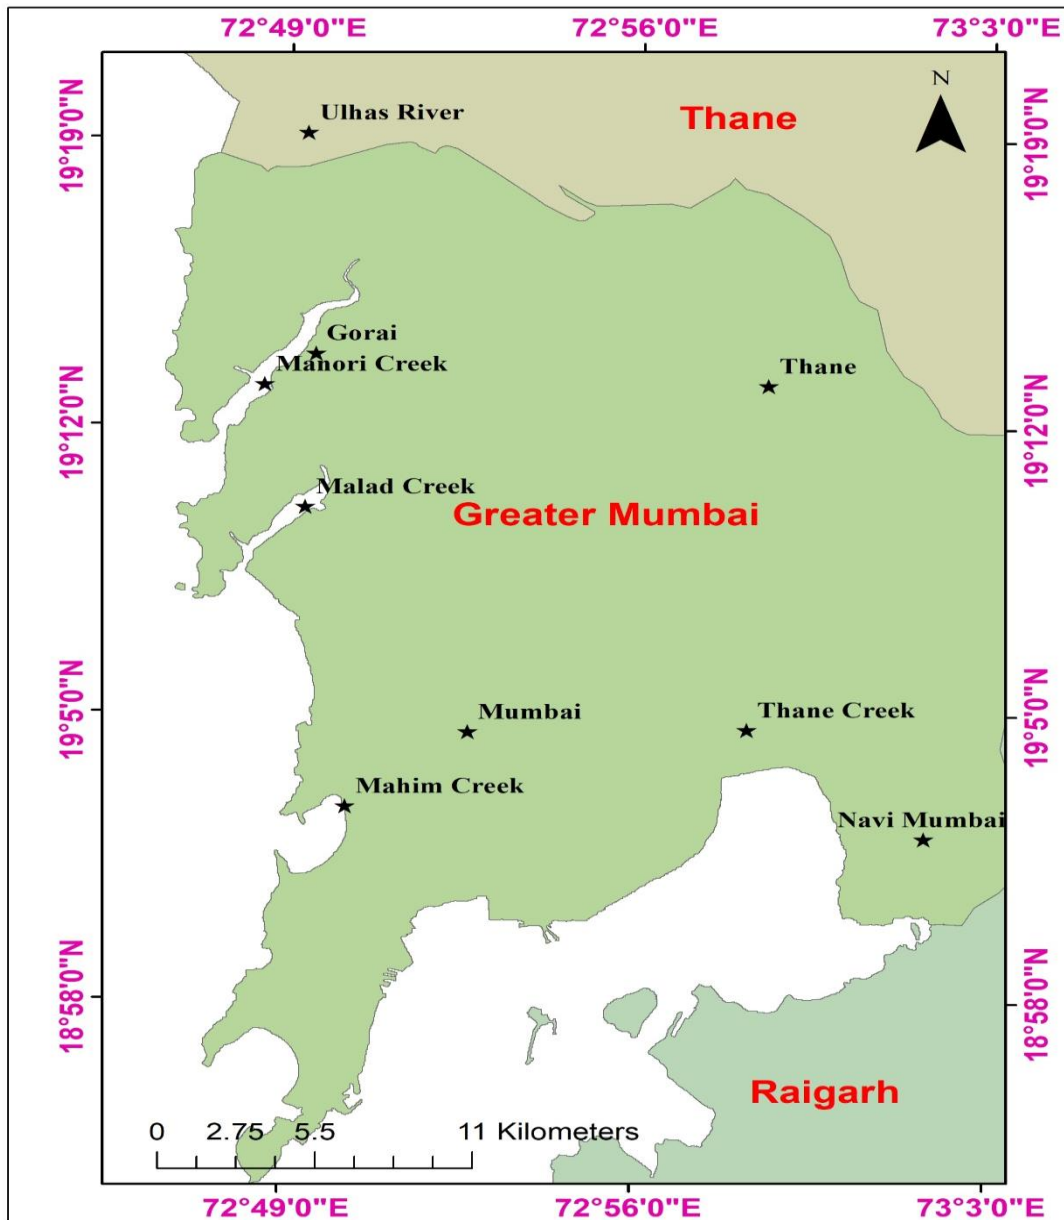 72°49'0"E 72°56'0"E 73°3'0"E
N
Thane
Ulhas River
19°19'0"N 19°19'0"N
Gorai
Manori Creek
Thane
19°12'0"N 19°12'0"N
Malad Creek
Greater Mumbai
Mumbai
Thane Creek
19°5'0"N 19°5'0"N
Mahim Creek
Navi Mumbai
18°58'0"N 18°58'0"N
Raigarh
0 2.75 5.5 11 Kilometers
72°49'0"E 72°56'0"E 73°3'0"E